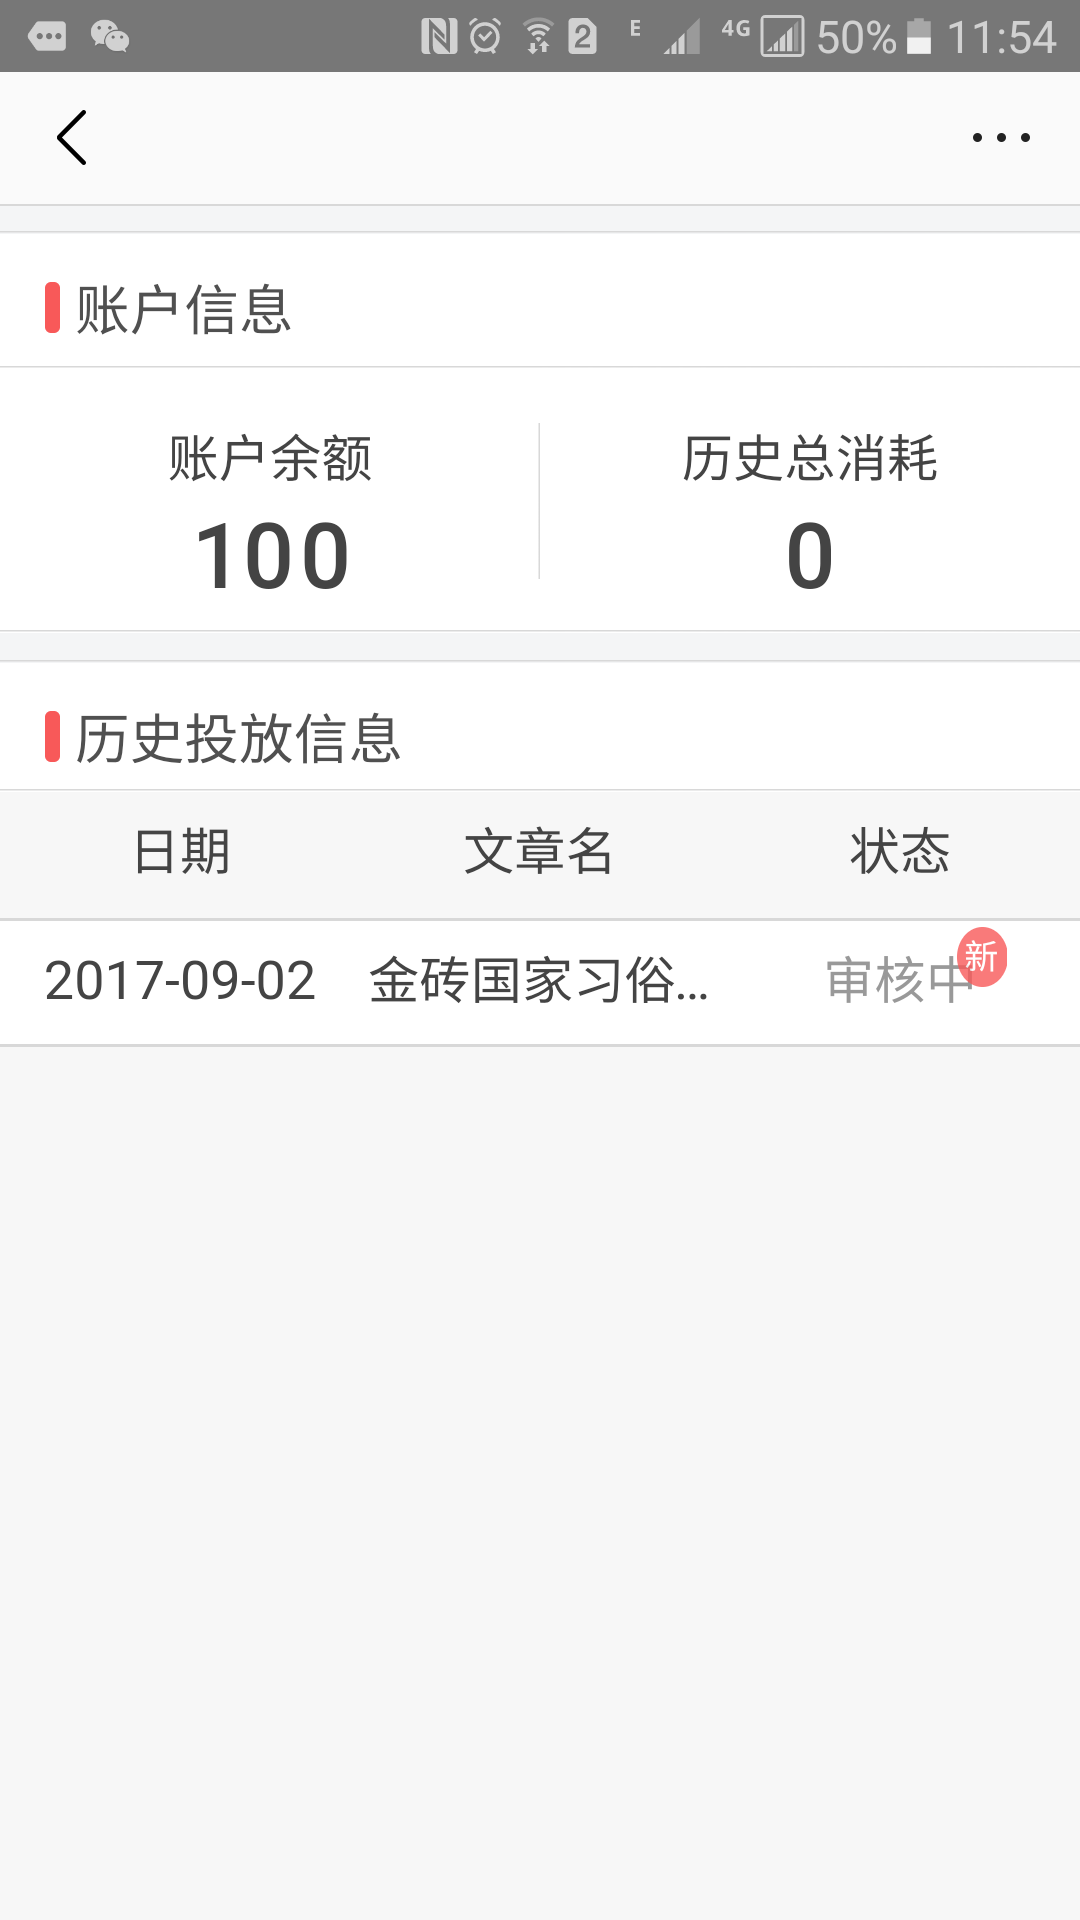 2 E 4G 50% 11:54
账户信息
账户余额 历史总消耗
100 0
历史投放信息
日期 文章名 状态
2017-09-02 金砖国家习俗... 审核中 新